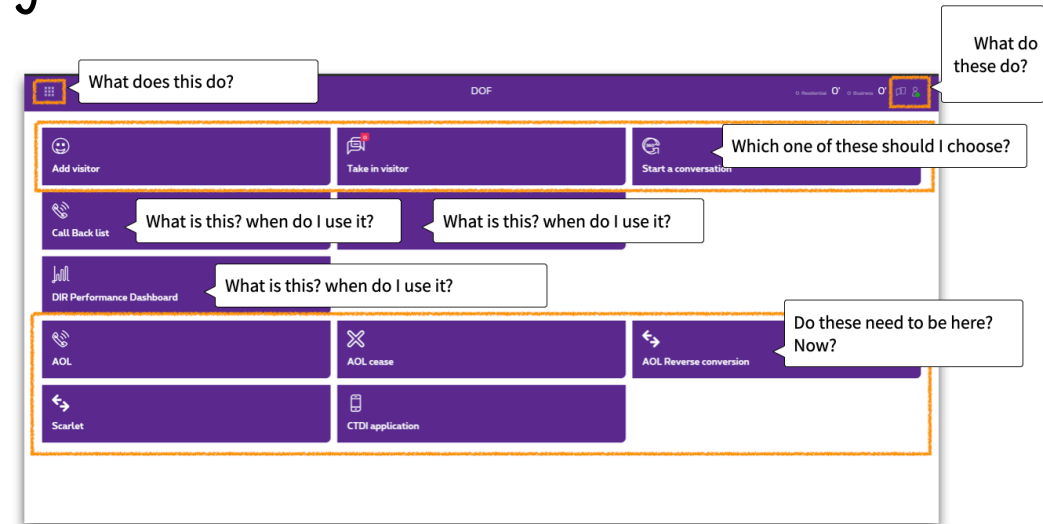 What do
these do?
What does this do?
DOF
0 Residential 0' 0 Business 0'
Which one of these should I choose?
Add visitor
Take in visitor
Start a conversation
What is this? when do I use it?
What is this? when do I use it?
Call Back list
What is this? when do I use it?
DIR Performance Dashboard
Do these need to be here?
Now?
AOL
AOL cease
AOL Reverse conversion
Scarlet
CTDI application